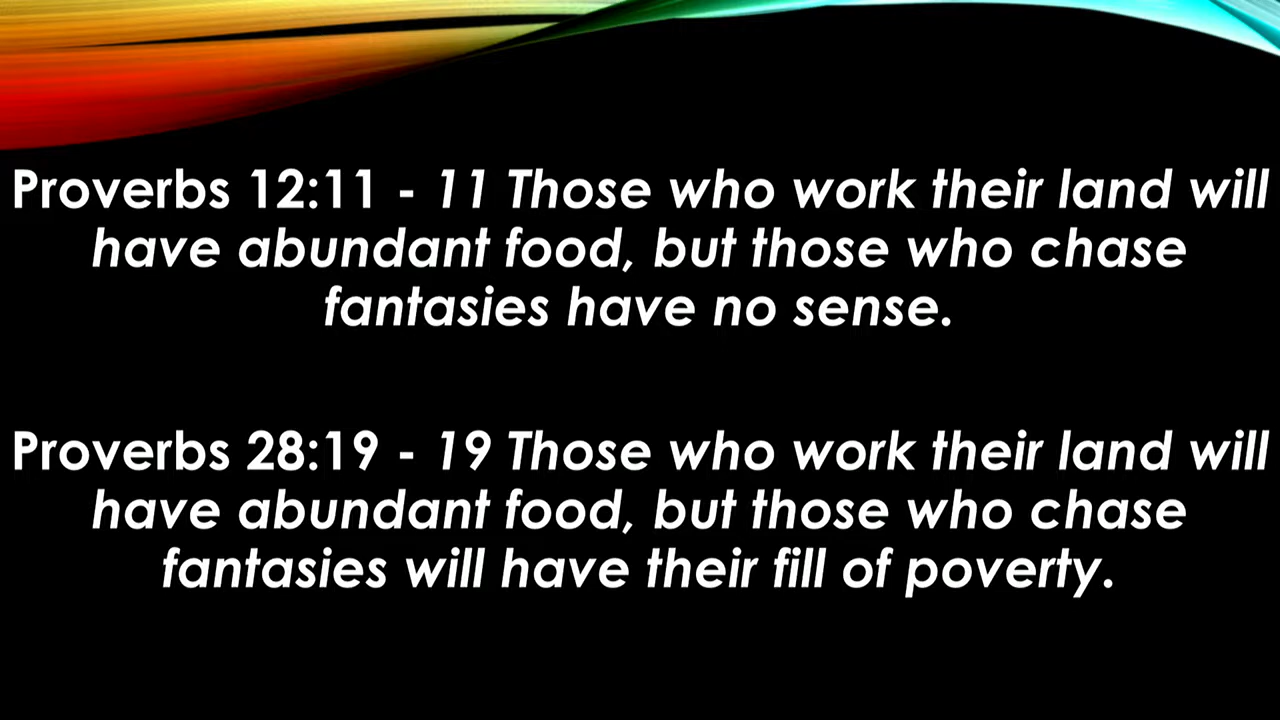 Proverbs 12:11 - 11 Those who work their land will
have abundant food, but those who chase
fantasies have no sense.
Proverbs 28:19 - 19 Those who work their land will
have abundant food, but those who chase
fantasies will have their fill of poverty.